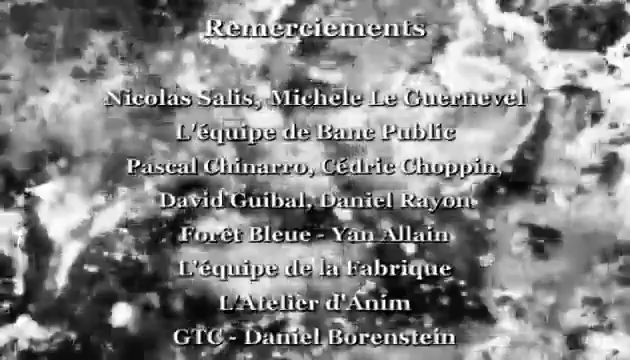 Remerciements
Nicolas Salis, Michele Le Guernevel
L'équipe de Banc Public
Pascal Chinarro, Cédric Choppin,
David Guibal, Daniel Rayon,
Forêt Bleue - Yan Allain
L'équipe de la Fabrique
L'Atelier d'Anim
GTC - Daniel Borenstein